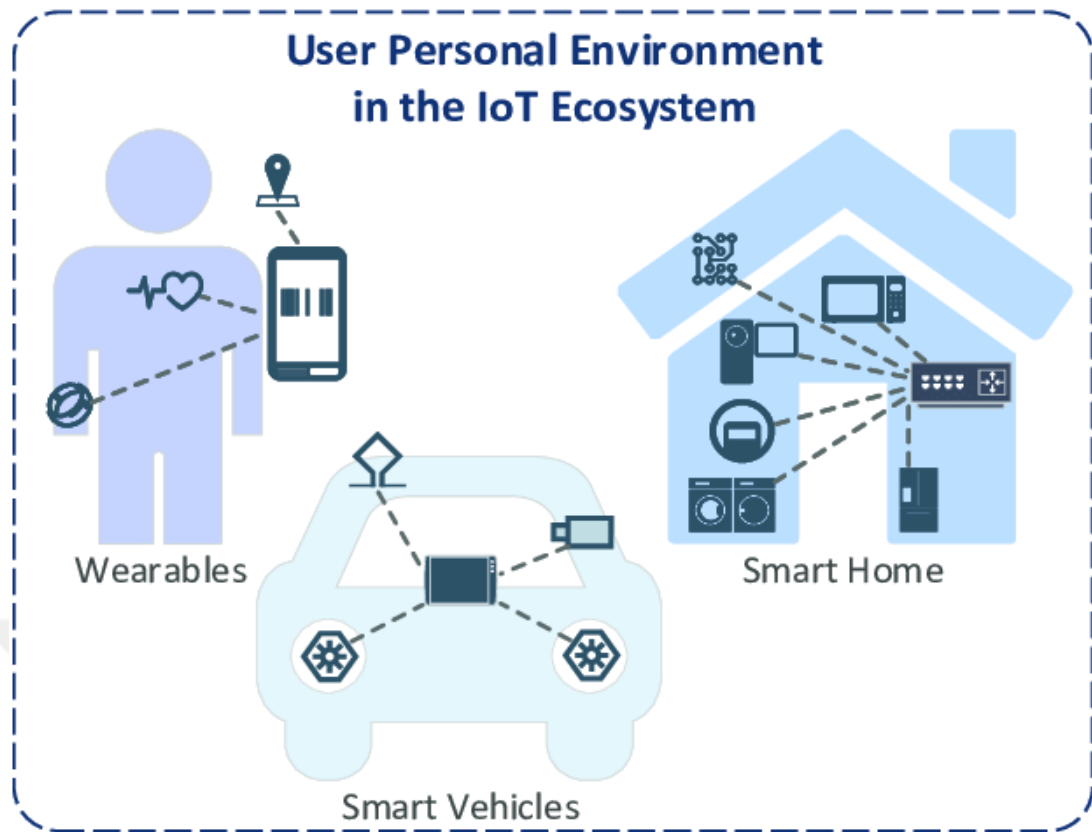 User Personal Environment
in the IoT Ecosystem
Wearables
Smart Home
Smart Vehicles